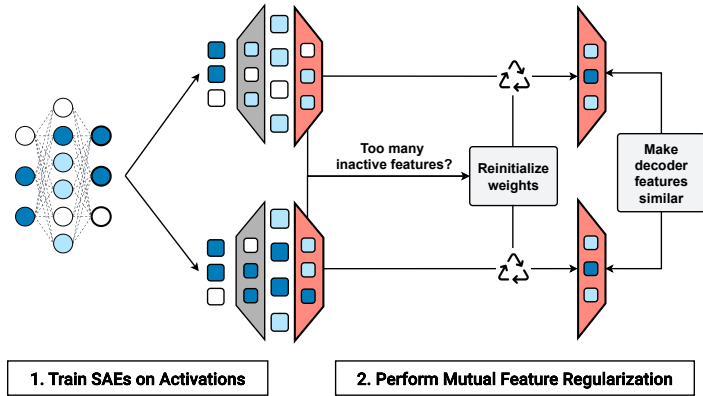 Too many
inactive features?
Reinitialize
weights
Make
decoder
features
similar
1. Train SAEs on Activations
2. Perform Mutual Feature Regularization